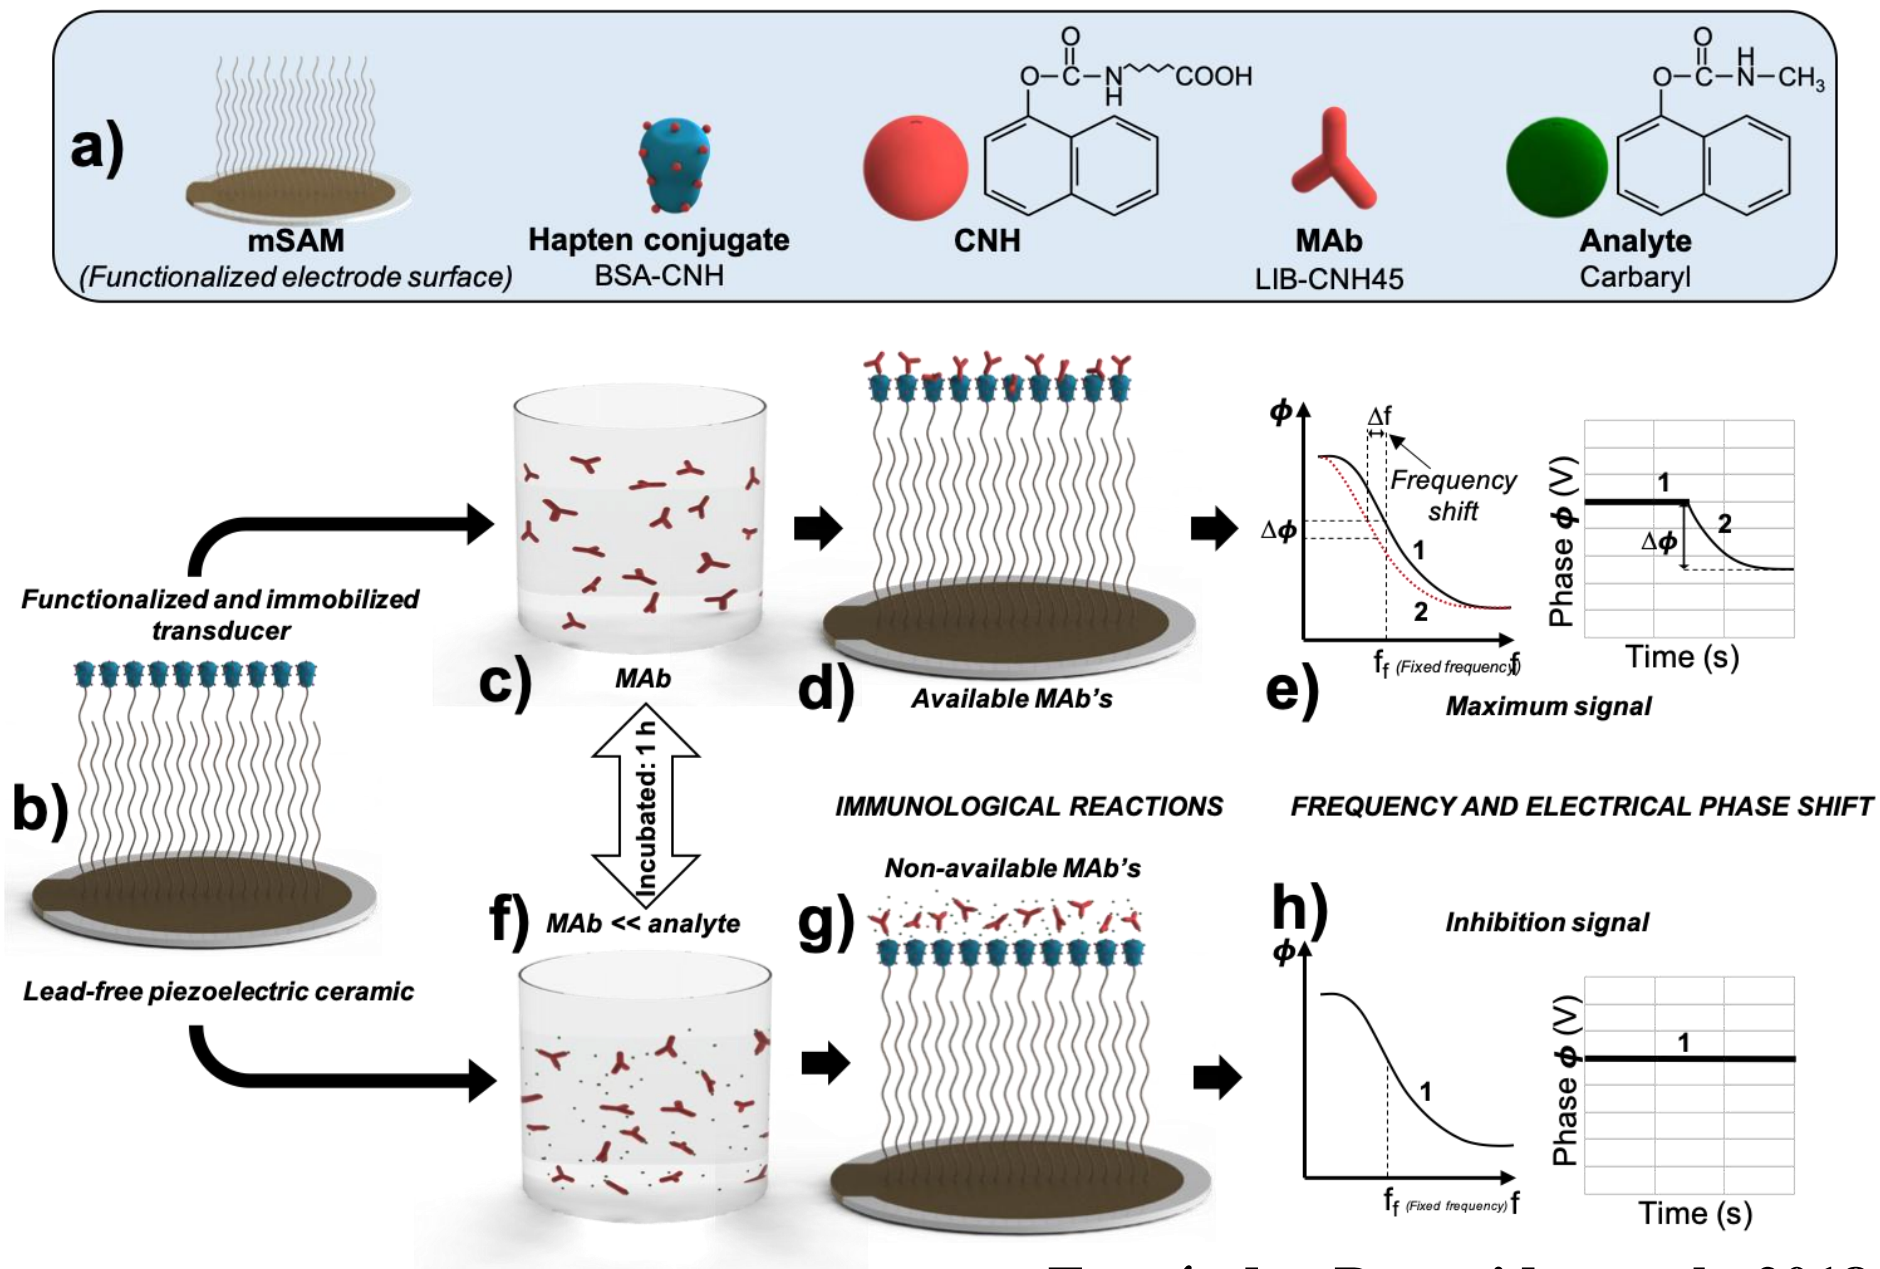 a)
mSAM
(Functionalized electrode surface)
Hapten conjugate
BSA-CNH
O
O–C–N
H
COOH
CNH
MAb
LIB-CNH45
O
H
O–C–N–CH₃
Analyte
Carbaryl
Functionalized and immobilized
transducer
b)
Lead-free piezoelectric ceramic
c)
MAb
Incubated: 1 h
d)
Available MAb's
ϕ
Δf
Frequency
shift
Δϕ
1
2
f_f (Fixed frequency)
f
Phase ϕ (V)
1
2
Δϕ
Time (s)
e)
Maximum signal
IMMUNOLOGICAL REACTIONS
FREQUENCY AND ELECTRICAL PHASE SHIFT
f)
MAb << analyte
g)
Non-available MAb's
h)
Inhibition signal
ϕ
1
f_f (Fixed frequency) f
Phase ϕ (V)
1
Time (s)